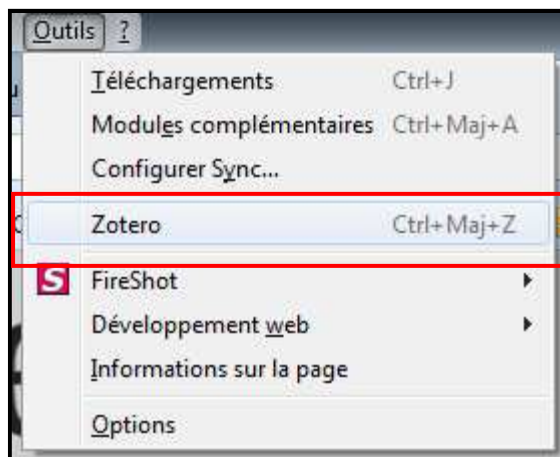 Outils ?
Téléchargements Ctrl+J
Modules complémentaires Ctrl+Maj+A
Configurer Sync...
Zotero Ctrl+Maj+Z
S FireShot
Développement web
Informations sur la page
Options